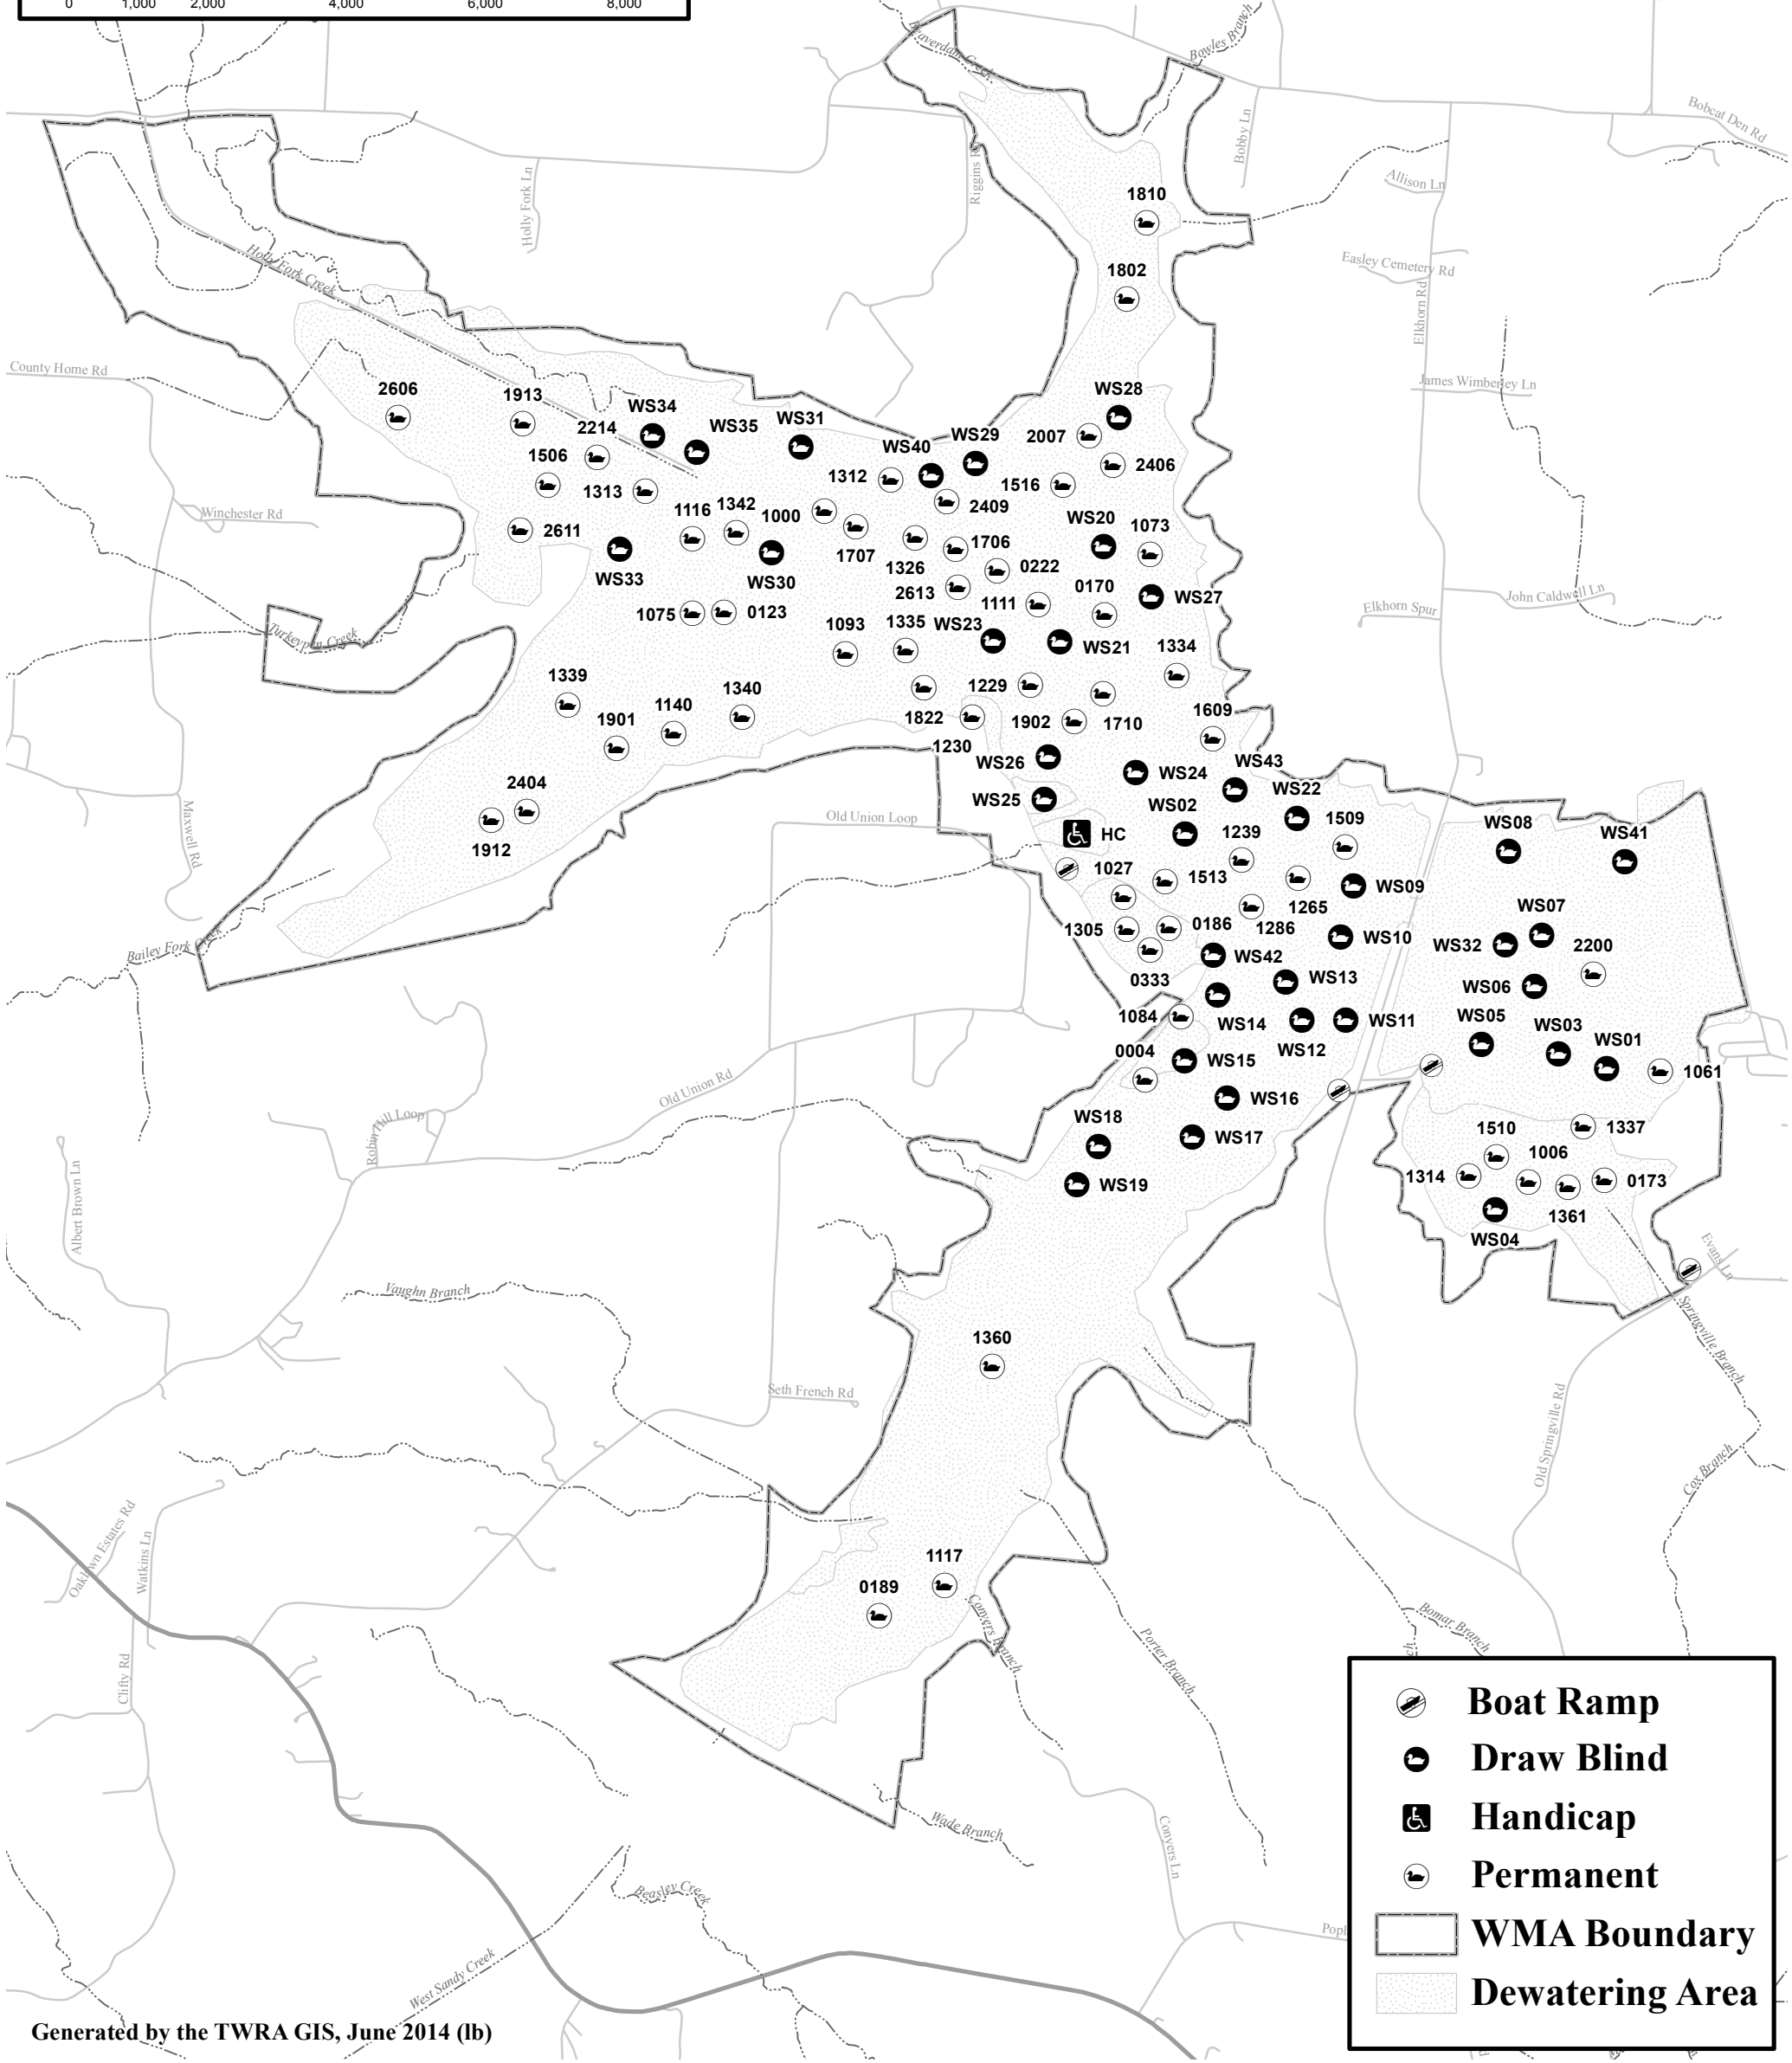 0 1,000 2,000 4,000 6,000 8,000
Beaverdam Creek
Bowles Branch
Bobcat Den Rd
Bobby Ln
Riggins
Holly Fork Ln
Allison Ln
1810
Holly Fork Creek
Easley Cemetery Rd
1802
Elkhorn Rd
County Home Rd
James Wimberley Ln
2606
1913
WS34
WS35
WS31
WS28
2214
WS40
WS29
2007
1506
1312
2406
1313
1516
2409
Winchester Rd
1116
1342
1000
WS20
1073
2611
1707
1706
1326
0222
WS33
WS30
2613
0170
WS27
1111
John Caldwell Ln
Elkhorn Spur
1075
0123
1093
1335
WS23
Turkeypen Creek
WS21
1334
1339
1140
1340
1229
1901
1822
1902
1710
1609
1230
WS26
WS43
WS24
2404
WS25
WS22
WS02
Maxwell Rd
Old Union Loop
1509
WS08
HC
1239
WS41
1912
1027
1513
WS09
1265
WS07
1305
0186
1286
WS10
WS32
2200
Bailey Fork Creek
WS42
0333
WS13
WS06
1084
WS14
WS11
WS05
WS03
WS12
WS01
0004
WS15
1061
Old Union Rd
WS16
Robin Hill Loop
WS18
WS17
1510
1337
1006
WS19
1314
0173
Albert Brown Ln
1361
WS04
Evans Ln
Vaughn Branch
Springville Branch
1360
Seth French Rd
Old Springville Rd
Cox Branch
Oaklawn Estates Rd
Watkins Ln
1117
0189
Conyers Branch
Porter Branch
Bomar Branch
Clifty Rd
Boat Ramp
Draw Blind
Handicap
Permanent
WMA Boundary
Dewatering Area
Wade Branch
Conyers Ln
Beasley Creek
Popl
West Sandy Creek
Generated by the TWRA GIS, June 2014 (lb)